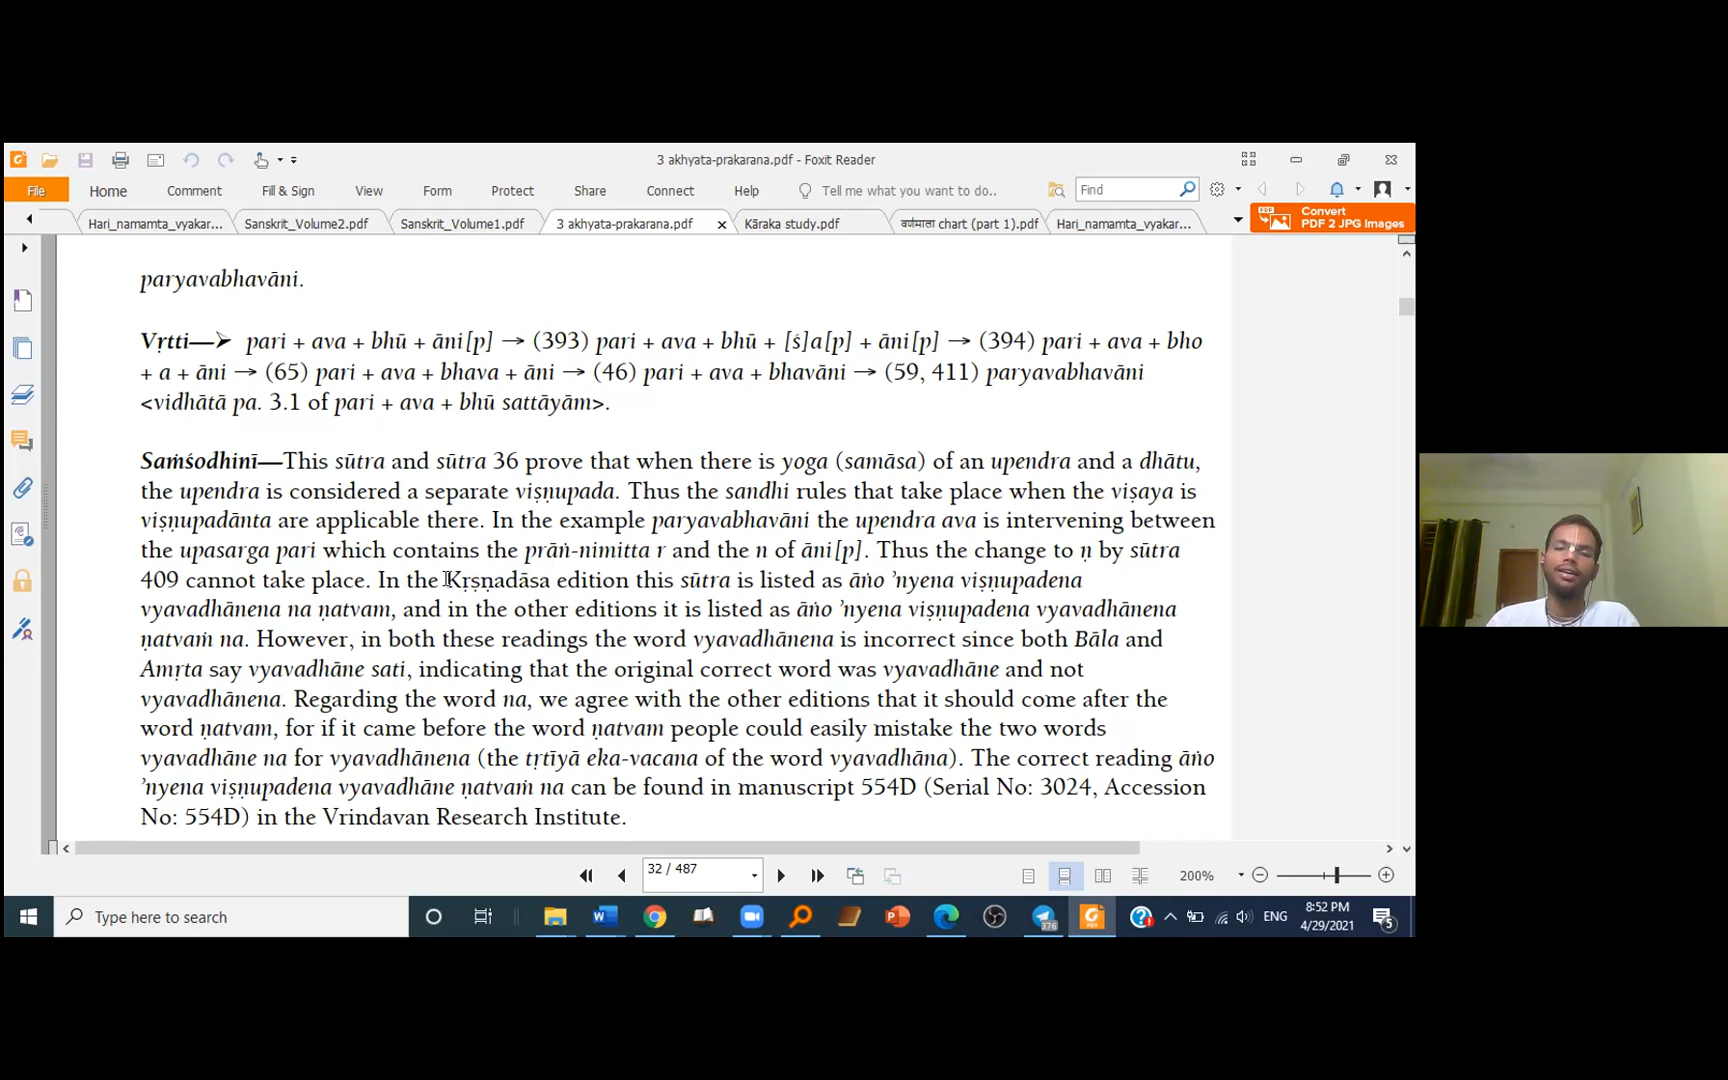 3 akhyata-prakarana.pdf - Foxit Reader
File Home Comment Fill & Sign View Form Protect Share Connect Help Tell me what you want to do.. Find
Hari_namamta_vyakar... Sanskrit_Volume2.pdf Sanskrit_Volume1.pdf 3 akhyata-prakarana.pdf Kāraka study.pdf वर्णमाला chart (part 1).pdf Hari_namamta_vyakar... Convert
PDF 2 JPG Images
paryavabhavāni.
Vṛtti—➢ pari + ava + bhū + āni[p] → (393) pari + ava + bhū + [ś]a[p] + āni[p] → (394) pari + ava + bho
+ a + āni → (65) pari + ava + bhava + āni → (46) pari + ava + bhavāni → (59, 411) paryavabhavāni
<vidhātā pa. 3.1 of pari + ava + bhū sattāyām>.
Saṁśodhinī—This sūtra and sūtra 36 prove that when there is yoga (samāsa) of an upendra and a dhātu,
the upendra is considered a separate viṣṇupada. Thus the sandhi rules that take place when the viṣaya is
viṣṇupadānta are applicable there. In the example paryavabhavāni the upendra ava is intervening between
the upasarga pari which contains the prāṅ-nimitta r and the n of āni[p]. Thus the change to ṇ by sūtra
409 cannot take place. In the Kṛṣṇadāsa edition this sūtra is listed as āṅo ’nyena viṣṇupadena
vyavadhānena na ṇatvam, and in the other editions it is listed as āṅo ’nyena viṣṇupadena vyavadhānena
ṇatvaṁ na. However, in both these readings the word vyavadhānena is incorrect since both Bāla and
Amṛta say vyavadhāne sati, indicating that the original correct word was vyavadhāne and not
vyavadhānena. Regarding the word na, we agree with the other editions that it should come after the
word ṇatvam, for if it came before the word ṇatvam people could easily mistake the two words
vyavadhāne na for vyavadhānena (the tṛtīyā eka-vacana of the word vyavadhāna). The correct reading āṅo
’nyena viṣṇupadena vyavadhāne ṇatvaṁ na can be found in manuscript 554D (Serial No: 3024, Accession
No: 554D) in the Vrindavan Research Institute.
32 / 487 200%
Type here to search 376 ENG 8:52 PM
4/29/2021 5